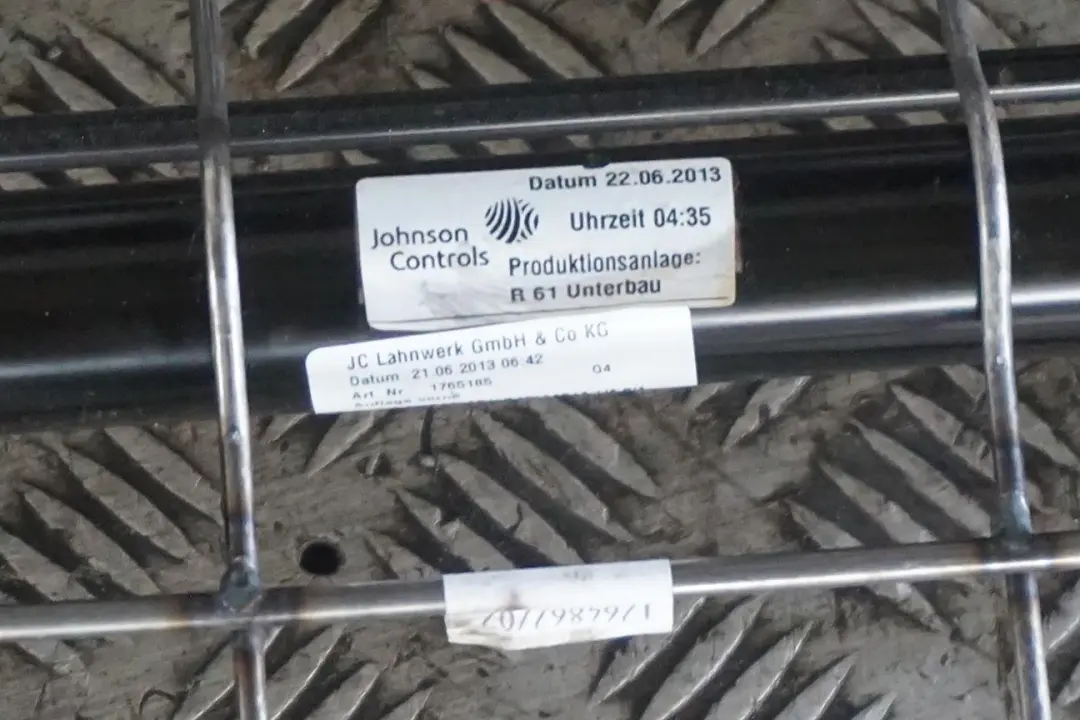 Datum 22.06.2013
Johnson Controls
Uhrzeit 04:35
Produktionsanlage:
R 61 Unterbau
JC Lahnwerk GmbH & Co KG
Datum 21.06.2013 06:42
04
Art. Nr. 1765185